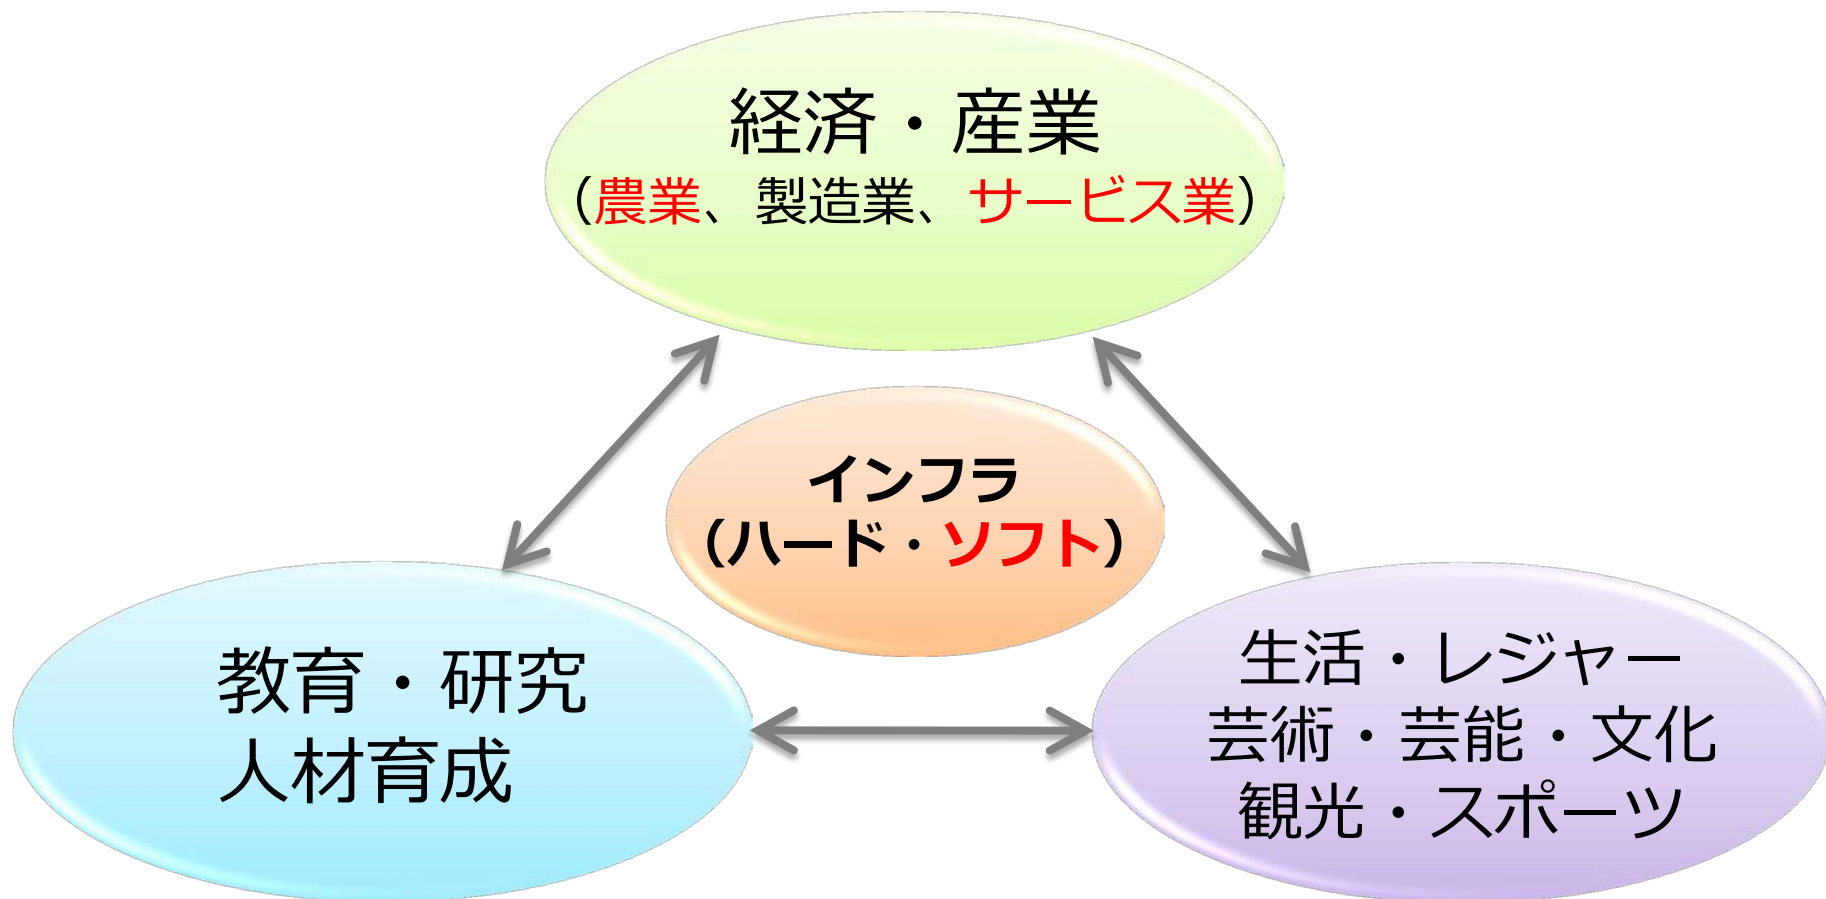 経済・産業
（農業、製造業、サービス業）
インフラ
（ハード・ソフト）
教育・研究
人材育成
生活・レジャー
芸術・芸能・文化
観光・スポーツ